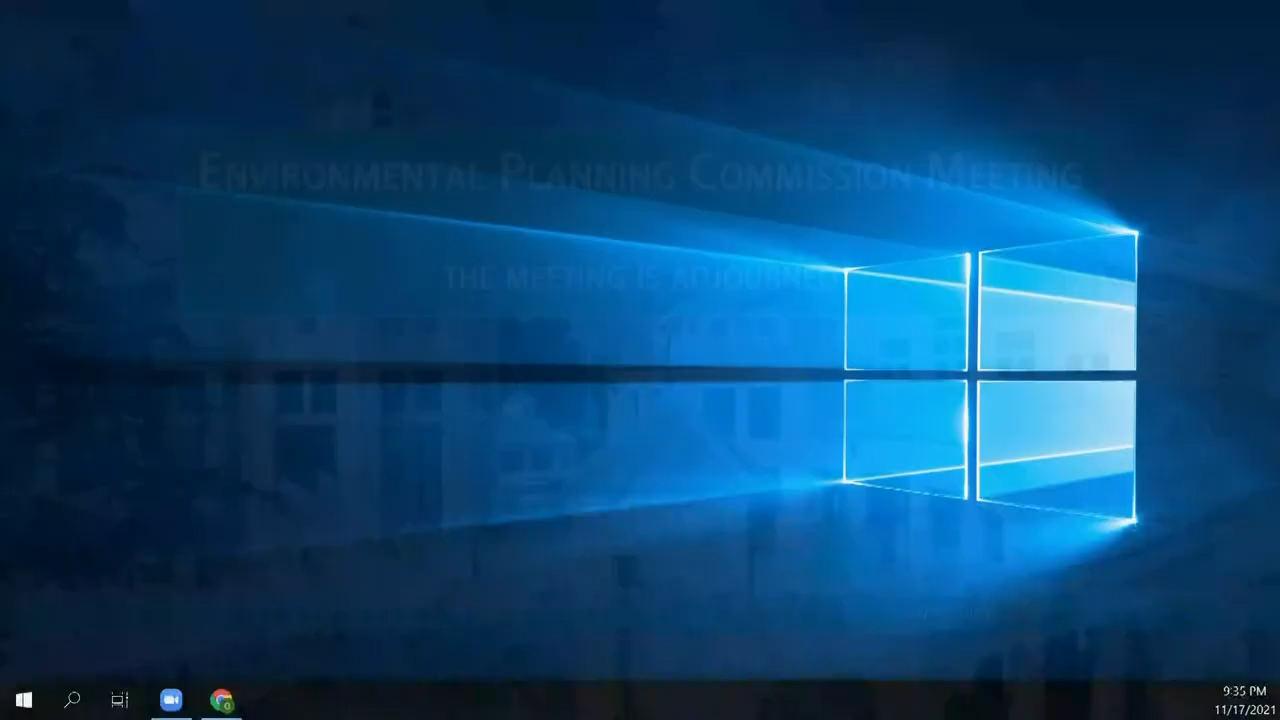 ENVIRONMENTAL PLANNING COMMISSION MEETING
THE MEETING IS ADJOURNED
9:35 PM
11/17/2021